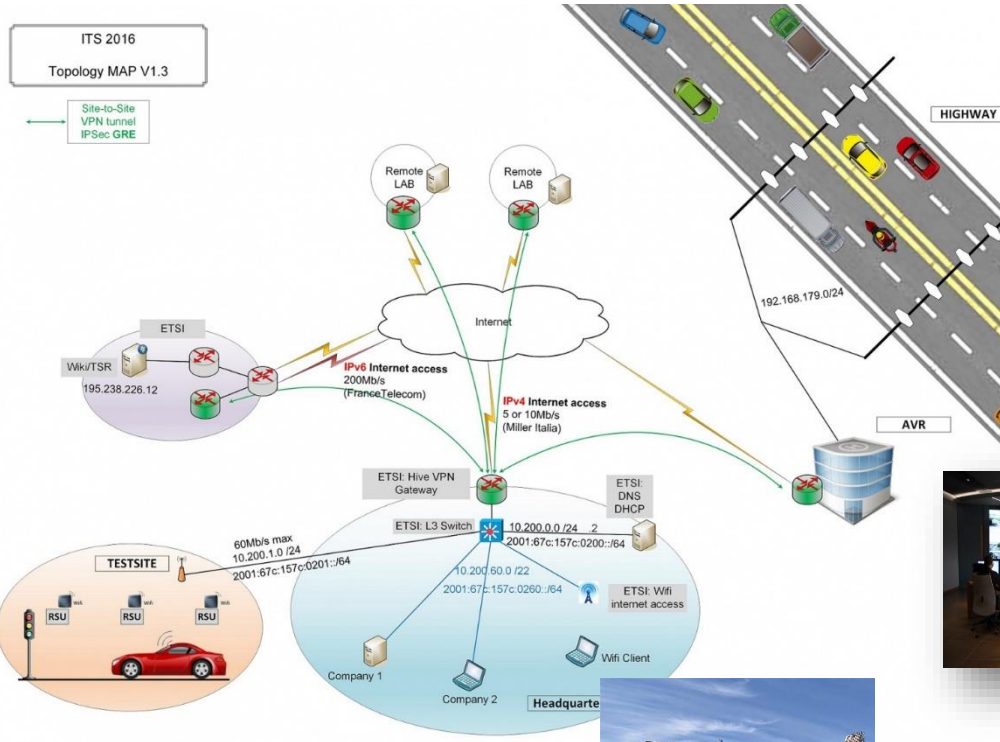 ITS 2016
Topology MAP V1.3
Site-to-Site
VPN tunnel
IPSec GRE
HIGHWAY
Remote
LAB
Remote
LAB
192.168.179.0/24
Internet
ETSI
Wiki/TSR
195.238.226.12
IPv6 Internet access
200Mb/s
(FranceTelecom)
IPv4 Internet access
5 or 10Mb/s
(Miller Italia)
AVR
ETSI: Hive VPN
Gateway
ETSI:
DNS
DHCP
ETSI: L3 Switch
10.200.0.0 /24 .2
2001:67c:157c:0200::/64
60Mb/s max
10.200.1.0 /24
2001:67c:157c:0201::/64
TESTSITE
10.200.60.0 /22
2001:67c:157c:0260::/64
ETSI: Wifi
internet access
RSU
RSU
RSU
Company 1
Company 2
Wifi Client
Headquarte